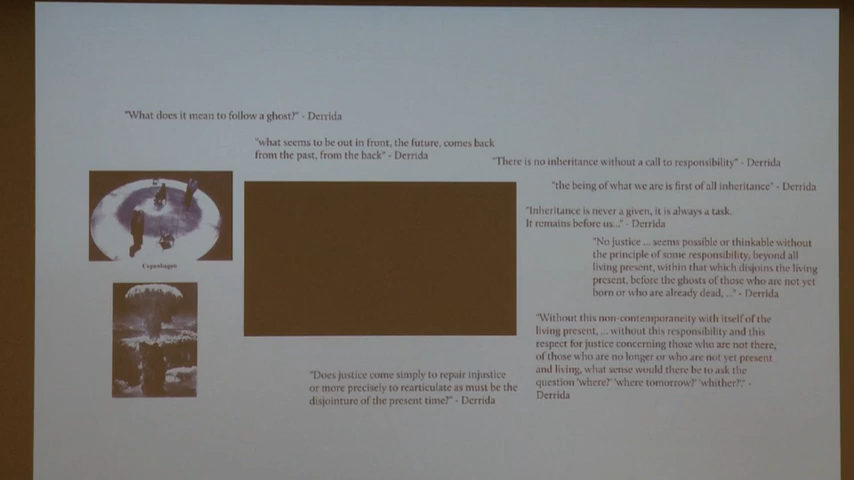 "What does it mean to follow a ghost?" - Derrida
"what seems to be out in front, the future, comes back
from the past, from the back" - Derrida
"There is no inheritance without a call to responsibility" - Derrida
"the being of what we are is first of all inheritance" - Derrida
"Inheritance is never a given, it is always a task.
It remains before us..." - Derrida
"No justice ... seems possible or thinkable without
the principle of some responsibility, beyond all
living present, within that which disjoins the living
present, before the ghosts of those who are not yet
born or who are already dead, ..." - Derrida
Copenhagen
"Without this non-contemporaneity with itself of the
living present, ... without this responsibility and this
respect for justice concerning those who are not there,
of those who are no longer or who are not yet present
and living, what sense would there be to ask the
question 'where?' 'where tomorrow?' 'whither?'." -
Derrida
"Does justice come simply to repair injustice
or more precisely to rearticulate as must be the
disjointure of the present time?" - Derrida